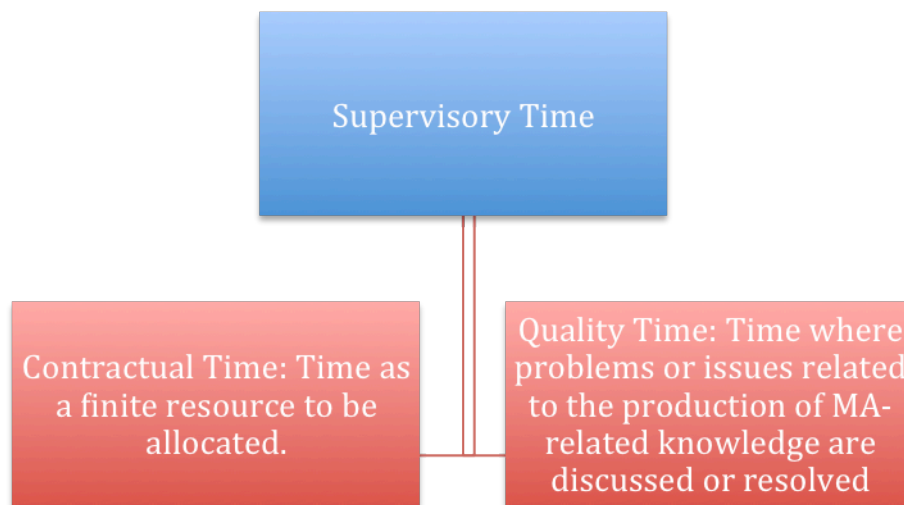 Supervisory Time
Contractual Time: Time as
a finite resource to be
allocated.
Quality Time: Time where
problems or issues related
to the production of MA-
related knowledge are
discussed or resolved